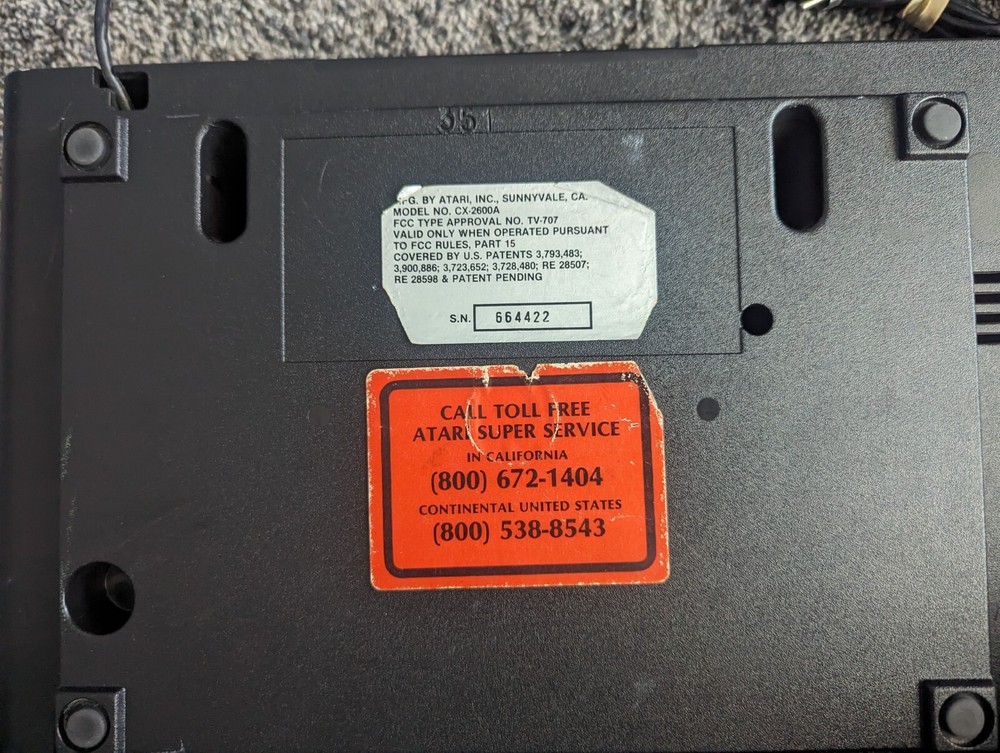 351
MFG. BY ATARI, INC., SUNNYVALE, CA.
MODEL NO. CX-2600A
FCC TYPE APPROVAL NO. TV-707
VALID ONLY WHEN OPERATED PURSUANT
TO FCC RULES, PART 15
COVERED BY U.S. PATENTS 3,793,483;
3,900,886; 3,723,652; 3,728,480; RE 28507;
RE 28598 & PATENT PENDING
S.N. 664422
CALL TOLL FREE
ATARI SUPER SERVICE
IN CALIFORNIA
(800) 672-1404
CONTINENTAL UNITED STATES
(800) 538-8543